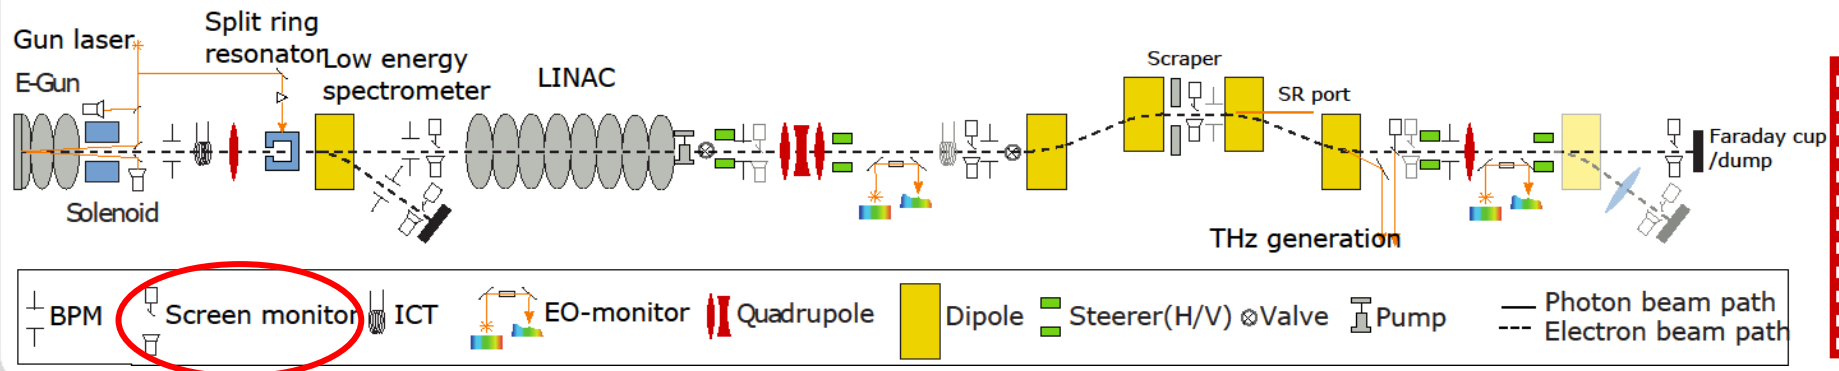 Gun laser
Split ring
resonator
Low energy
spectrometer
E-Gun
LINAC
Scraper
SR port
Faraday cup
/dump
Solenoid
THz generation
BPM
Screen monitor
ICT
EO-monitor
Quadrupole
Dipole
Steerer(H/V)
Valve
Pump
Photon beam path
Electron beam path